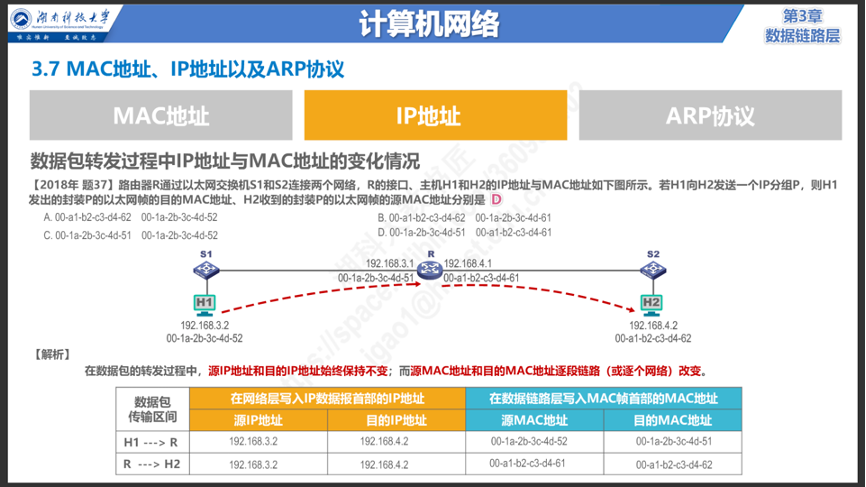 湖南科技大学
Hunan University of Science and Technology
唯实惟新 至诚致志
计算机网络
第3章
数据链路层
3.7 MAC地址、IP地址以及ARP协议
MAC地址
IP地址
ARP协议
数据包转发过程中IP地址与MAC地址的变化情况
【2018年 题37】路由器R通过以太网交换机S1和S2连接两个网络，R的接口、主机H1和H2的IP地址与MAC地址如下图所示。若H1向H2发送一个IP分组P，则H1
发出的封装P的以太网帧的目的MAC地址、H2收到的封装P的以太网帧的源MAC地址分别是 D
A. 00-a1-b2-c3-d4-62 00-1a-2b-3c-4d-52
B. 00-a1-b2-c3-d4-62 00-1a-2b-3c-4d-61
C. 00-1a-2b-3c-4d-51 00-1a-2b-3c-4d-52
D. 00-1a-2b-3c-4d-51 00-a1-b2-c3-d4-61
S1
R
S2
192.168.3.1
192.168.4.1
00-1a-2b-3c-4d-51
00-a1-b2-c3-d4-61
H1
H2
192.168.3.2
192.168.4.2
00-1a-2b-3c-4d-52
00-a1-b2-c3-d4-62
【解析】
在数据包的转发过程中，源IP地址和目的IP地址始终保持不变；而源MAC地址和目的MAC地址逐段链路（或逐个网络）改变。
数据包
传输区间
在网络层写入IP数据报首部的IP地址
在数据链路层写入MAC帧首部的MAC地址
源IP地址
目的IP地址
源MAC地址
目的MAC地址
H1 ---> R
192.168.3.2
192.168.4.2
00-1a-2b-3c-4d-52
00-1a-2b-3c-4d-51
R ---> H2
192.168.3.2
192.168.4.2
00-a1-b2-c3-d4-61
00-a1-b2-c3-d4-62